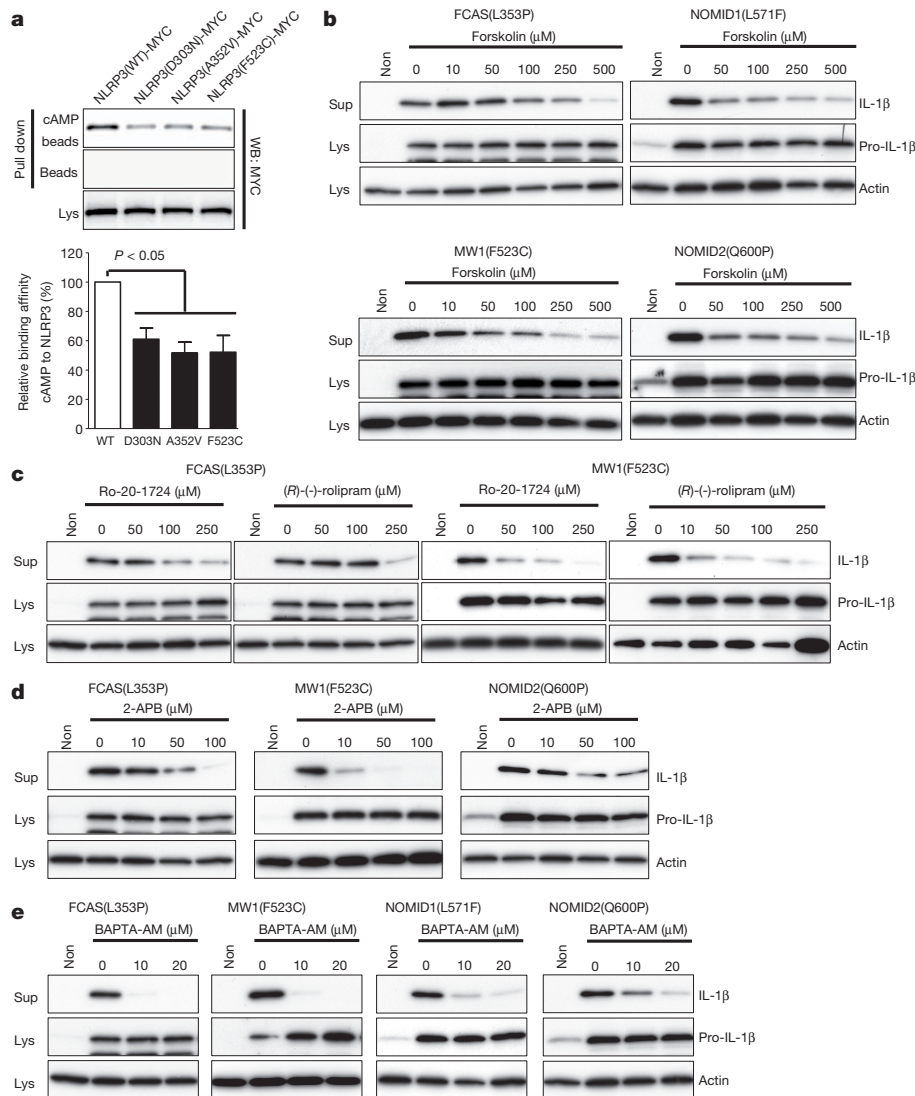 a
NLRP3(WT)-MYC
NLRP3(D303N)-MYC
NLRP3(A352V)-MYC
NLRP3(F523C)-MYC
Pull down
cAMP
beads
Beads
Lys
WB: MYC
Relative binding affinity
cAMP to NLRP3 (%)
120
100
80
60
40
20
0
P < 0.05
WT D303N A352V F523C
b
FCAS(L353P)
Forskolin (μM)
Non 0 10 50 100 250 500
Sup
Lys
Lys
NOMID1(L571F)
Forskolin (μM)
Non 0 50 100 250 500
IL-1β
Pro-IL-1β
Actin
MW1(F523C)
Forskolin (μM)
Non 0 10 50 100 250 500
Sup
Lys
Lys
NOMID2(Q600P)
Forskolin (μM)
Non 0 50 100 250 500
IL-1β
Pro-IL-1β
Actin
c
FCAS(L353P) MW1(F523C)
Ro-20-1724 (μM) (R)-(-)-rolipram (μM) Ro-20-1724 (μM) (R)-(-)-rolipram (μM)
Non 0 50 100 250 Non 0 50 100 250 Non 0 50 100 250 Non 0 10 50 100 250
Sup IL-1β
Lys Pro-IL-1β
Lys Actin
d
FCAS(L353P) MW1(F523C) NOMID2(Q600P)
2-APB (μM) 2-APB (μM) 2-APB (μM)
Non 0 10 50 100 Non 0 10 50 100 Non 0 10 50 100
Sup IL-1β
Lys Pro-IL-1β
Lys Actin
e
FCAS(L353P) MW1(F523C) NOMID1(L571F) NOMID2(Q600P)
BAPTA-AM (μM) BAPTA-AM (μM) BAPTA-AM (μM) BAPTA-AM (μM)
Non 0 10 20 Non 0 10 20 Non 0 10 20 Non 0 10 20
Sup IL-1β
Lys Pro-IL-1β
Lys Actin